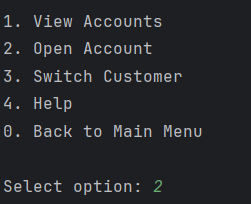 1. View Accounts
2. Open Account
3. Switch Customer
4. Help
0. Back to Main Menu
Select option: 2